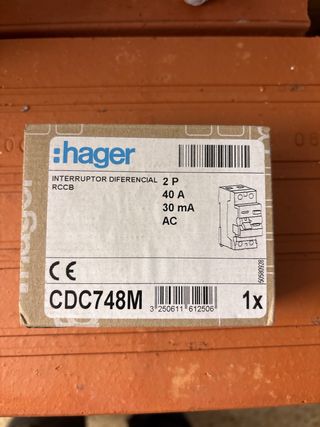 :hager
INTERRUPTOR DIFERENCIAL 2 P
RCCB 40 A
30 mA
AC
CE
CDC748M
3 250611 612506
1x